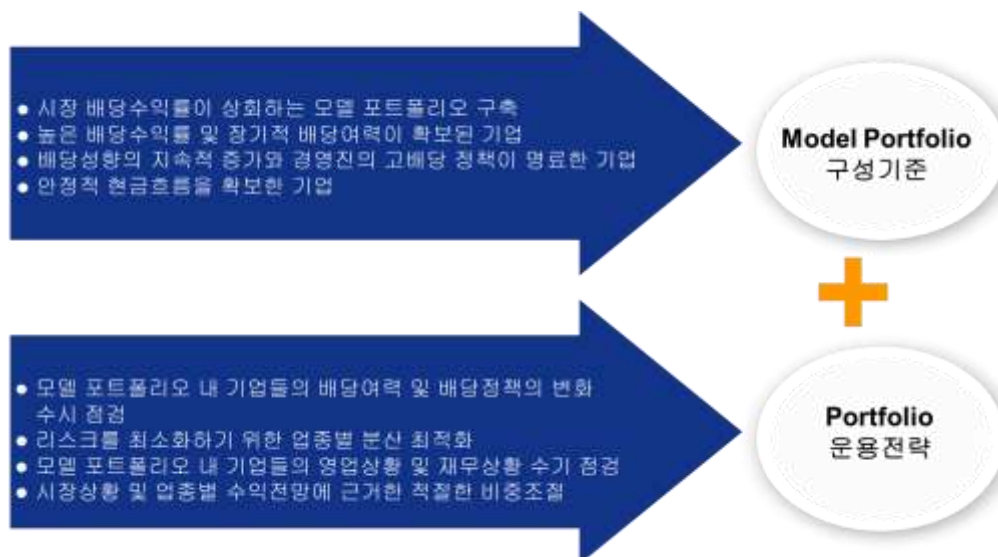 ● 시장 배당수익률이 상회하는 모델 포트폴리오 구축
● 높은 배당수익률 및 장기적 배당여력이 확보된 기업
● 배당성향의 지속적 증가와 경영진의 고배당 정책이 명료한 기업
● 안정적 현금흐름을 확보한 기업
Model Portfolio
구성기준
● 모델 포트폴리오 내 기업들의 배당여력 및 배당정책의 변화
수시 점검
● 리스크를 최소화하기 위한 업종별 분산 최적화
● 모델 포트폴리오 내 기업들의 영업상황 및 재무상황 수기 점검
● 시장상황 및 업종별 수익전망에 근거한 적절한 비중조절
Portfolio
운용전략